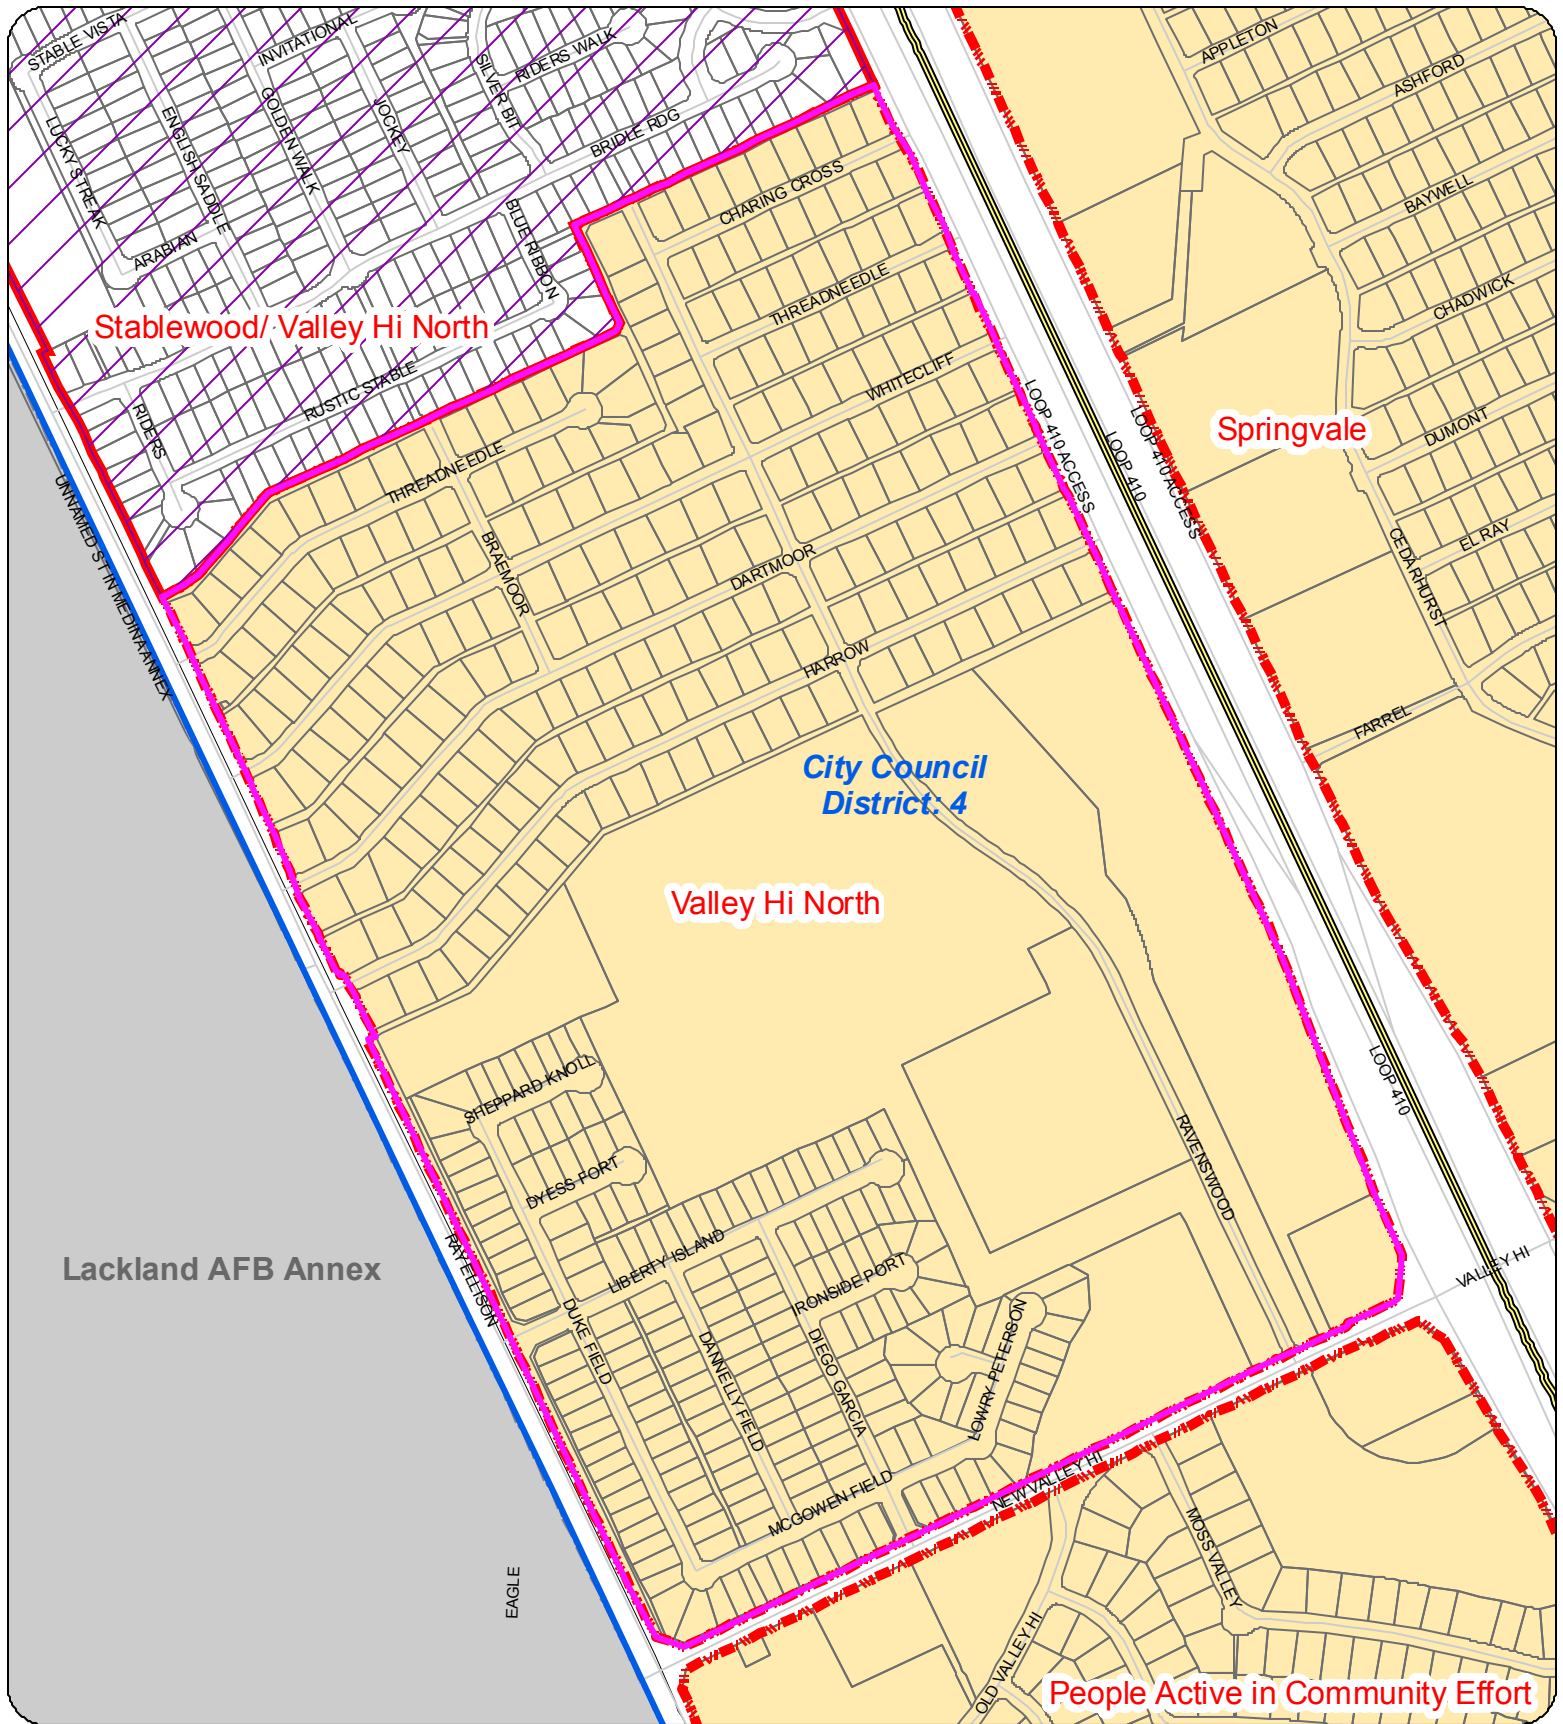 STABLE VISTA
INVITATIONAL
RIDERS WALK
SILVER BIT
APPLETON
ASHFORD
LUCKY STREAK
ENGLISH SADDLE
GOLDEN WALK
JOCKEY
BRIDLE RDG
CHARING CROSS
BAYWELL
ARABIAN
BLUE RIBBON
THREADNEEDLE
CHADWICK
Stablewood/ Valley Hi North
WHITECLIFF
RIDERS
RUSTIC STABLE
LOOP 410 ACCESS
LOOP 410
LOOP 410 ACCESS
Springvale
DUMONT
UNNAMED ST IN MEDINA ANNEX
THREADNEEDLE
BRAEMOOR
DARTMOOR
CEDARHURST
EL RAY
HARROW
FARREL
City Council
District: 4
Valley Hi North
SHEPPARD KNOLL
LOOP 410
DYESS FORT
RAVENSWOOD
Lackland AFB Annex
RAY ELLISON
LIBERTY ISLAND
IRONSIDE PORT
VALLEY HI
DUKE FIELD
DANNELLY FIELD
DIEGO GARCIA
LOWRY PETERSON
MCGOWEN FIELD
NEW VALLEY HI
MOSS VALLEY
EAGLE
OLD VALLEY HI
People Active in Community Effort